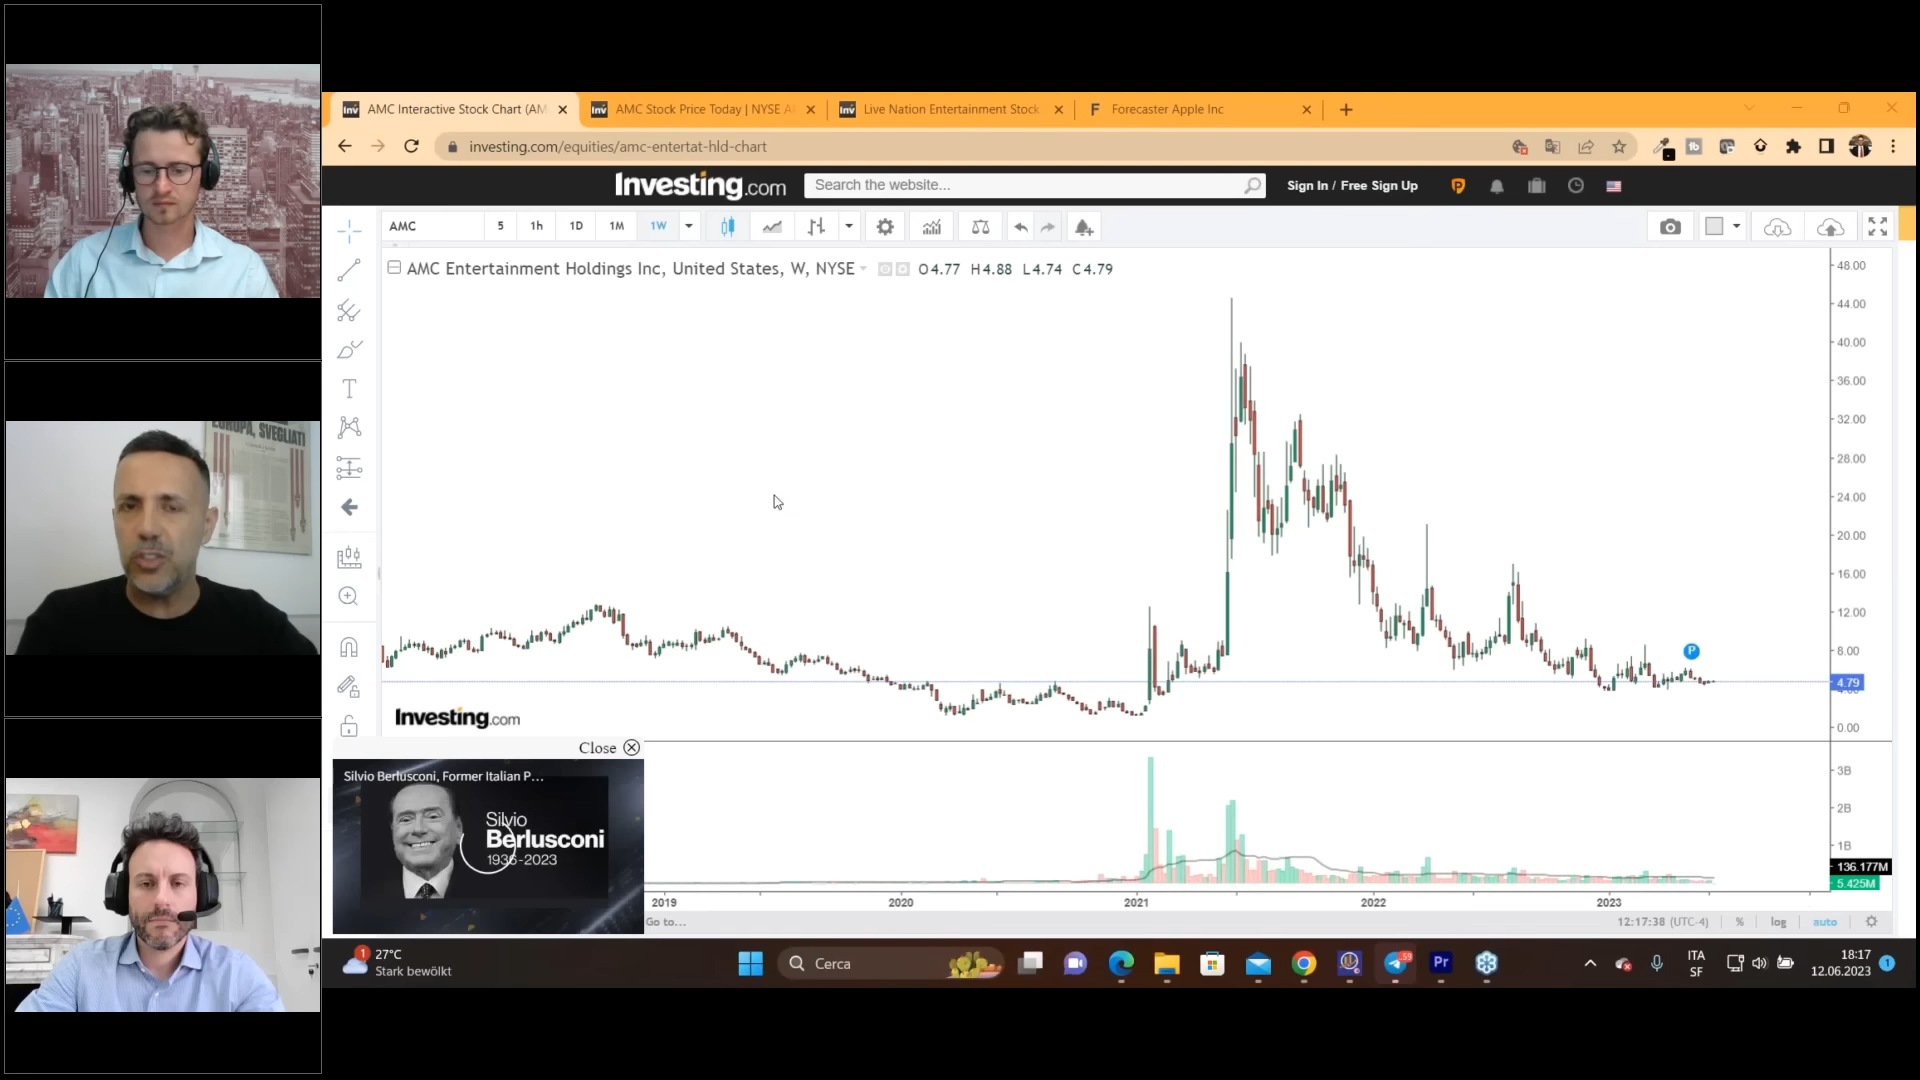 EUROPA, SVEGLIATI
AMC Interactive Stock Chart (AM
AMC Stock Price Today | NYSE A
Live Nation Entertainment Stock
Forecaster Apple Inc
investing.com/equities/amc-entertat-hld-chart
Investing.com
Search the website...
Sign In / Free Sign Up
AMC
5
1h
1D
1M
1W
AMC Entertainment Holdings Inc, United States, W, NYSE
O4.77 H4.88 L4.74 C4.79
48.00
44.00
40.00
36.00
32.00
28.00
24.00
20.00
16.00
12.00
8.00
P
4.79
0.00
Investing.com
Close
Silvio Berlusconi, Former Italian P...
Silvio
Berlusconi
1936-2023
3B
2B
1B
136.177M
5.425M
2019
2020
2021
2022
2023
Go to...
12:17:38 (UTC-4)
%
log
auto
1
27°C
Stark bewölkt
Cerca
59
Pr
ITA
SF
18:17
12.06.2023
1